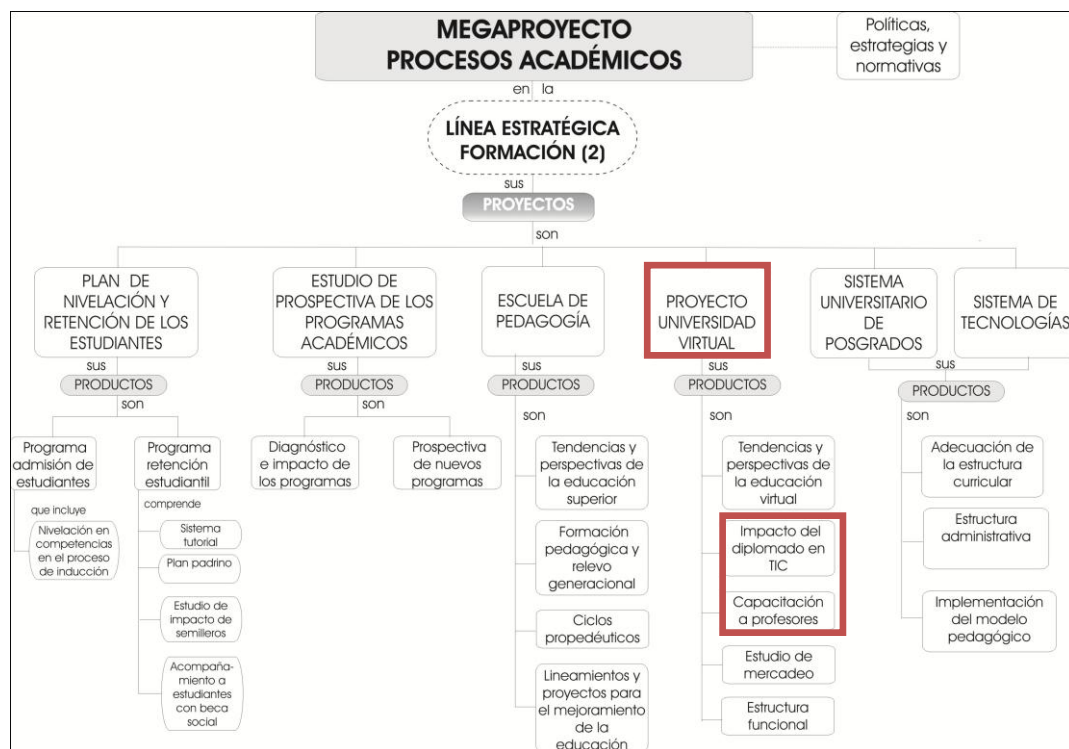 MEGAPROYECTO
PROCESOS ACADÉMICOS
Políticas,
estrategias y
normativas
en la
LÍNEA ESTRATÉGICA
FORMACIÓN (2)
sus
PROYECTOS
son
PLAN DE
NIVELACIÓN Y
RETENCIÓN DE LOS
ESTUDIANTES
sus
PRODUCTOS
son
Programa
admisión de
estudiantes
que incluye
Nivelación en
competencias
en el proceso
de inducción
Programa
retención
estudiantil
comprende
Sistema
tutorial
Plan padrino
Estudio de
impacto de
semilleros
Acompaña-
miento a
estudiantes
con beca
social
ESTUDIO DE
PROSPECTIVA DE LOS
PROGRAMAS
ACADÉMICOS
sus
PRODUCTOS
son
Diagnóstico
e impacto de
los programas
Prospectiva
de nuevos
programas
ESCUELA DE
PEDAGOGÍA
sus
PRODUCTOS
son
Tendencias y
perspectivas de
la educación
superior
Formación
pedagógica y
relevo
generacional
Ciclos
propedéuticos
Lineamientos y
proyectos para
el mejoramiento
de la
educación
PROYECTO
UNIVERSIDAD
VIRTUAL
sus
PRODUCTOS
son
Tendencias y
perspectivas de
la educación
virtual
Impacto del
diplomado en
TIC
Capacitación
a profesores
Estudio de
mercadeo
Estructura
funcional
SISTEMA
UNIVERSITARIO
DE
POSGRADOS
SISTEMA DE
TECNOLOGÍAS
sus
PRODUCTOS
son
Adecuación de
la estructura
curricular
Estructura
administrativa
Implementación
del modelo
pedagógico